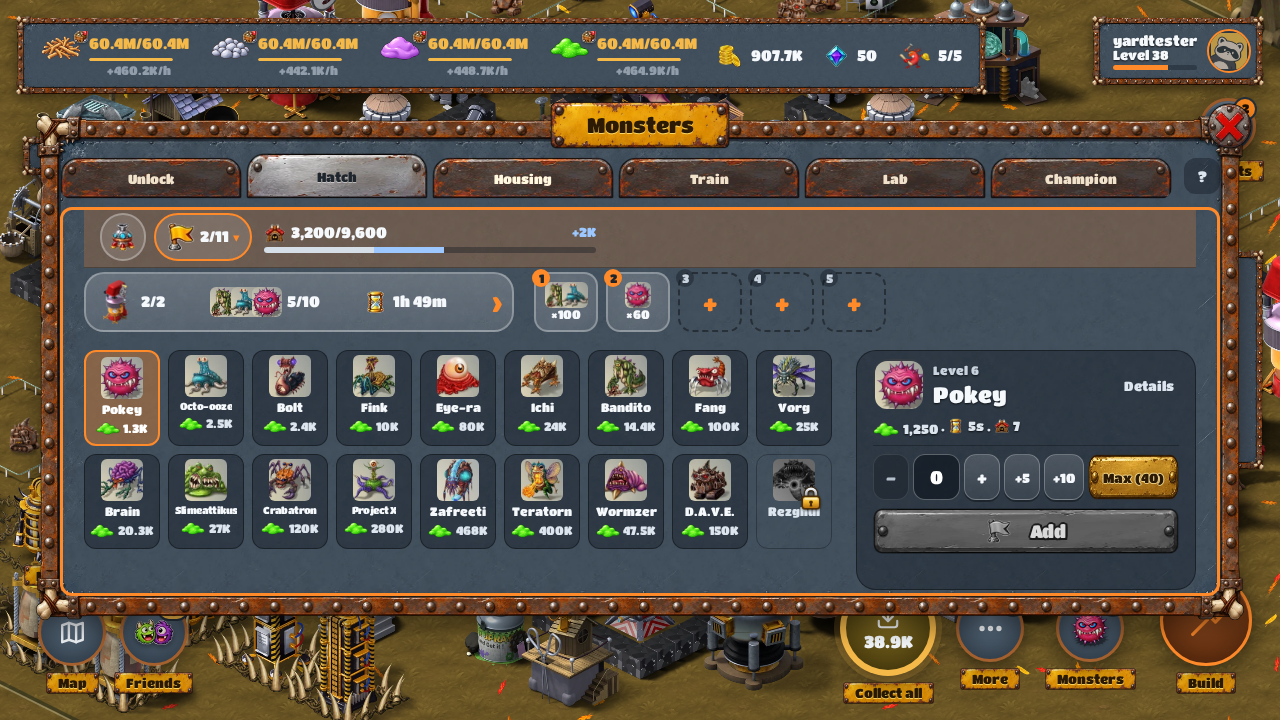 60.4M/60.4M
+460.2K/h
60.4M/60.4M
+442.1K/h
60.4M/60.4M
+448.7K/h
60.4M/60.4M
+464.9K/h
907.7K
50
5/5
yardtester
Level 38
Monsters
Unlock
Hatch
Housing
Train
Lab
Champion
?
2/11
3,200/9,600
+2K
2/2
5/10
1h 49m
1
×100
2
×60
3
+
4
+
5
+
Pokey
1.3K
Octo-ooze
2.5K
Bolt
2.4K
Fink
10K
Eye-ra
80K
Ichi
24K
Bandito
14.4K
Fang
100K
Vorg
25K
Brain
20.3K
Slimeattikus
27K
Crabatron
120K
Project X
280K
Zafreeti
468K
Teratorn
400K
Wormzer
47.5K
D.A.V.E.
150K
Rezghul
Level 6
Pokey
Details
1,250 · 5s · 7
-
0
+
+5
+10
Max (40)
Add
Map
Friends
38.9K
Collect all
More
Monsters
Build